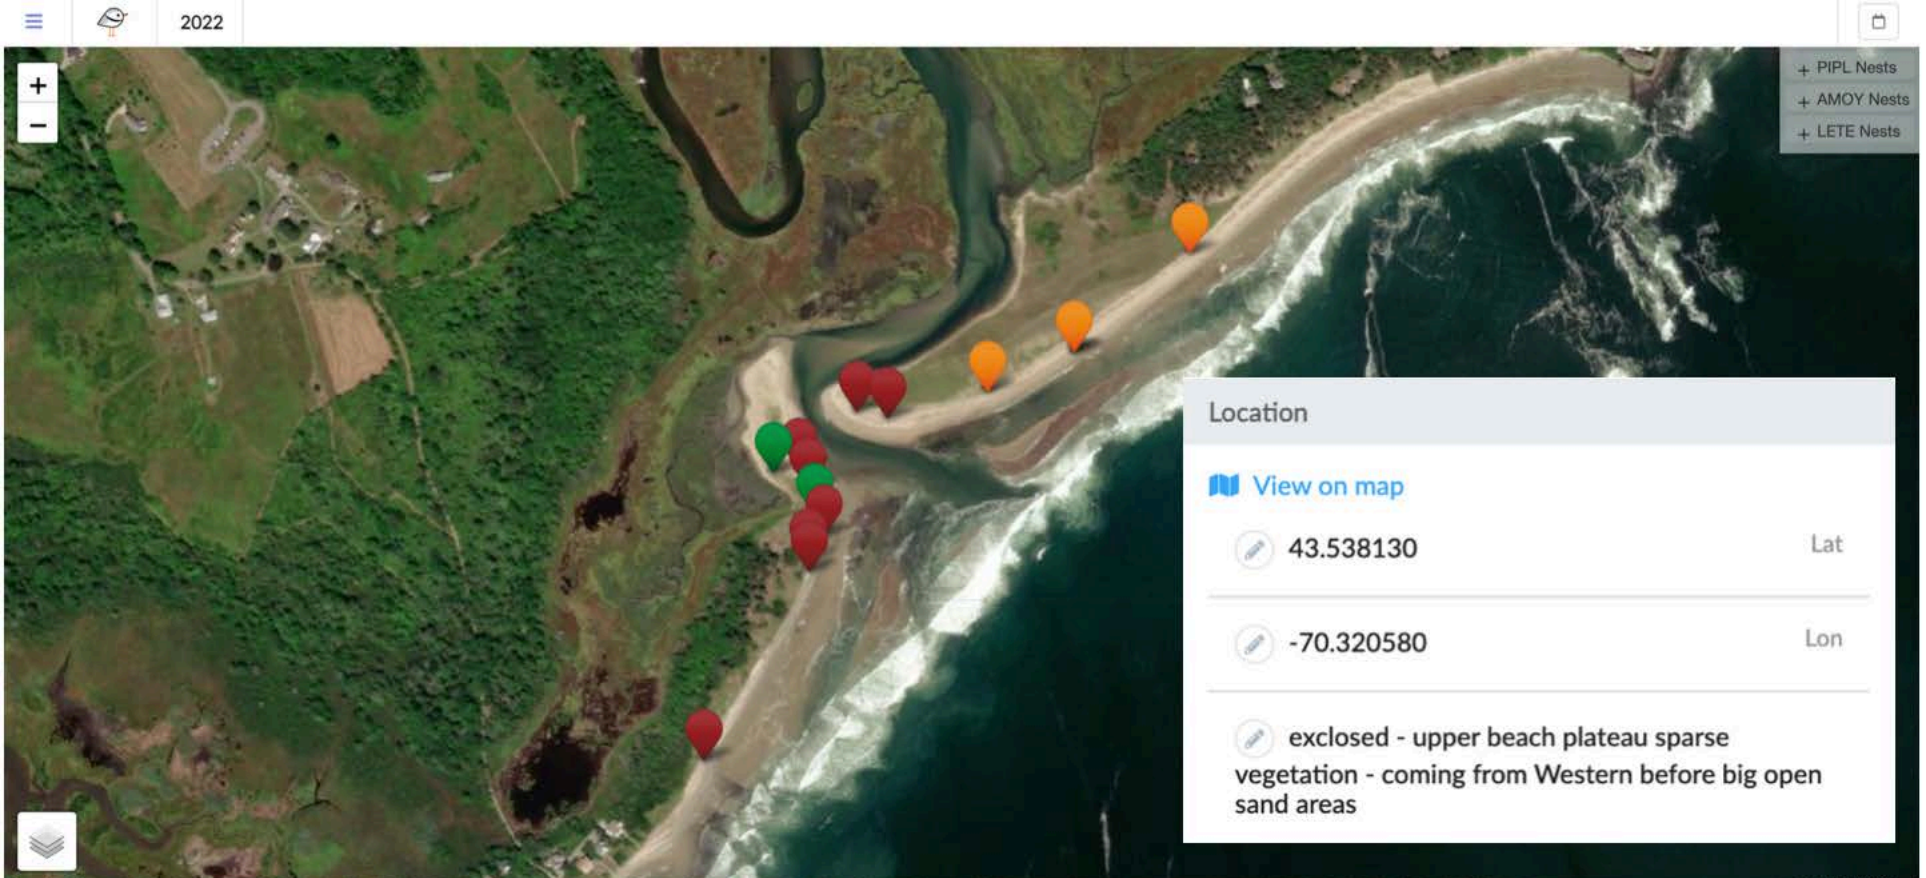 2022
+
−
+ PIPL Nests
+ AMOY Nests
+ LETE Nests
Location
View on map
43.538130 Lat
-70.320580 Lon
exclosed - upper beach plateau sparse
vegetation - coming from Western before big open
sand areas